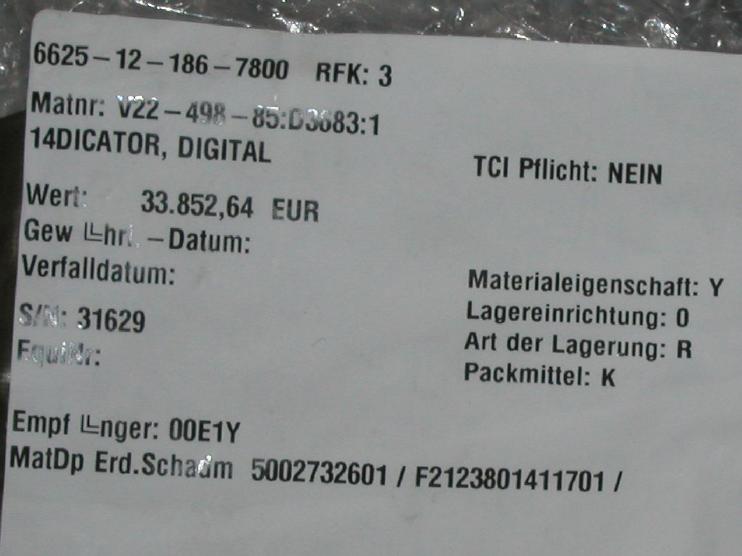 6625-12-186-7800 RFK: 3
Matnr: V22-498-85:D3683:1
14DICATOR, DIGITAL
TCI Pflicht: NEIN
Wert: 33.852,64 EUR
Gew╙hr. -Datum:
Verfalldatum:
Materialeigenschaft: Y
Lagereinrichtung: 0
S/N: 31629
Art der Lagerung: R
EquiNr:
Packmittel: K
Empf╙nger: 00E1Y
MatDp Erd.Schadm 5002732601 / F2123801411701 /